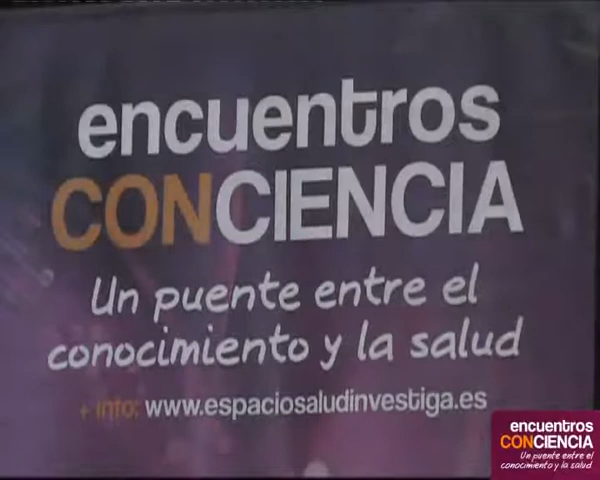 encuentros
CONCIENCIA
Un puente entre el
conocimiento y la salud
+ info: www.espaciosaludinvestiga.es
encuentros
CONCIENCIA
Un puente entre el
conocimiento y la salud